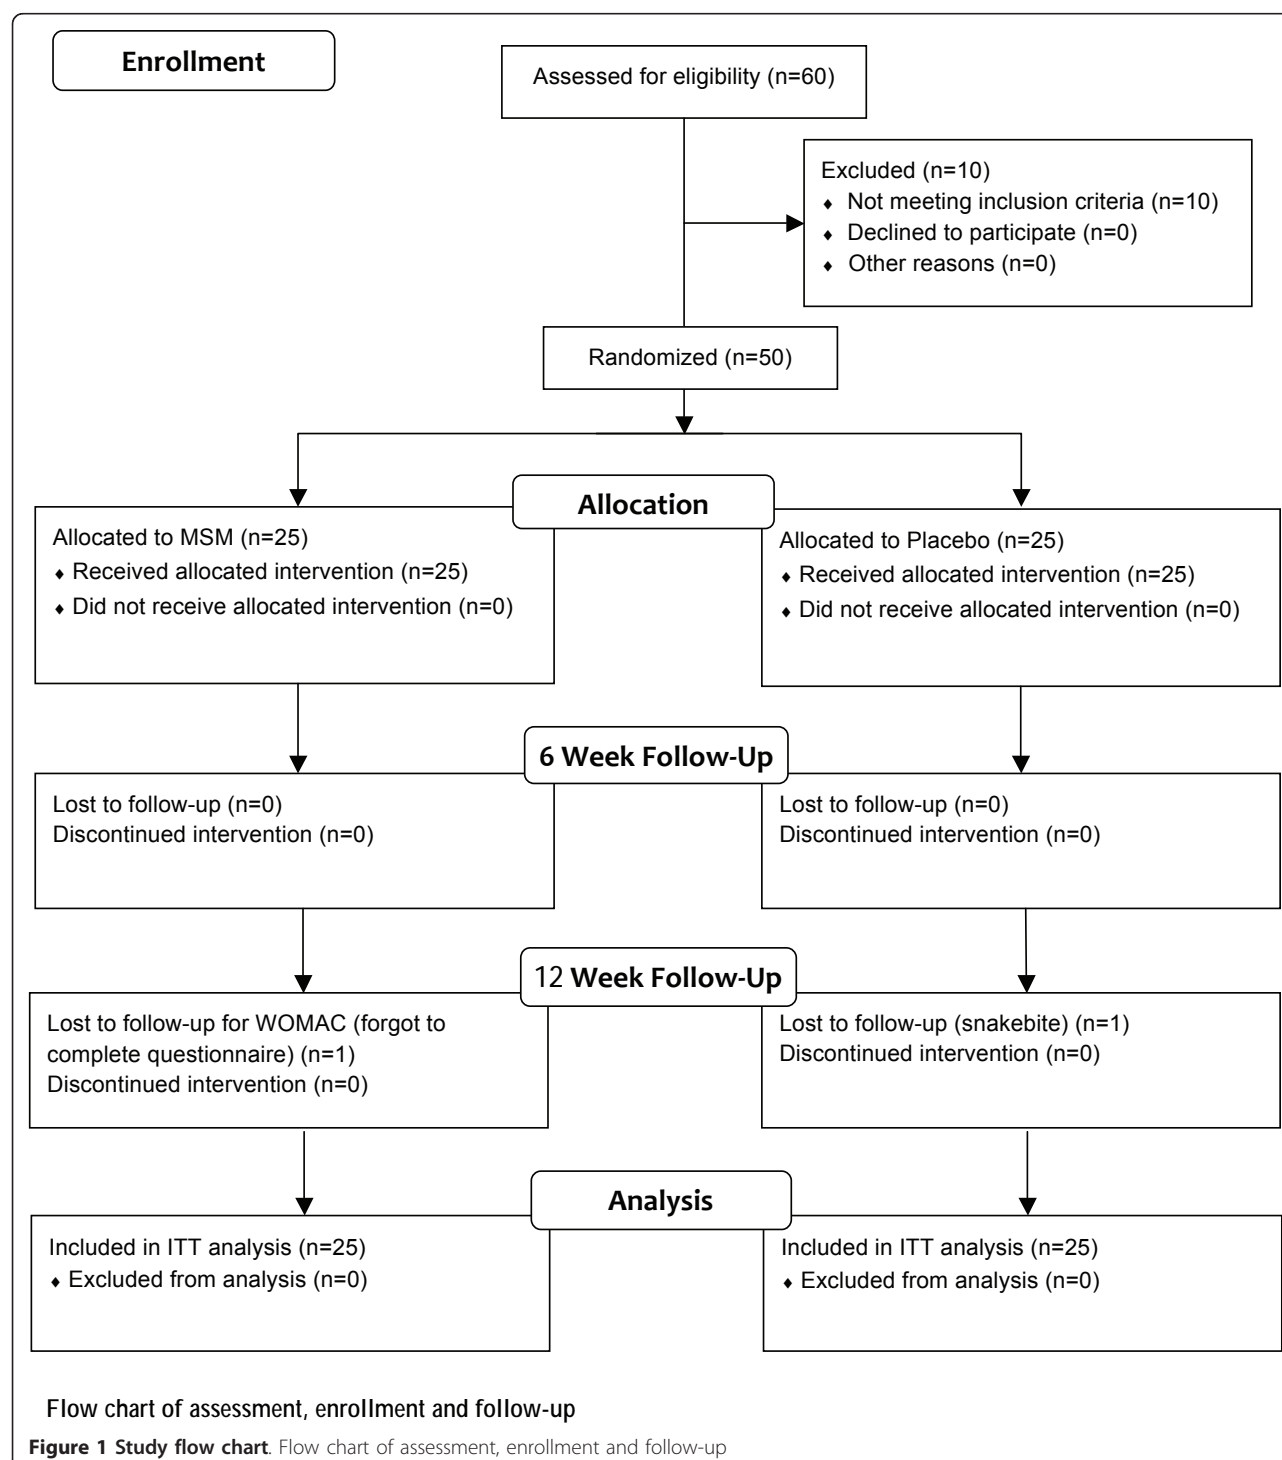 Enrollment
Assessed for eligibility (n=60)
Excluded (n=10)
♦ Not meeting inclusion criteria (n=10)
♦ Declined to participate (n=0)
♦ Other reasons (n=0)
Randomized (n=50)
Allocation
Allocated to MSM (n=25)
♦ Received allocated intervention (n=25)
♦ Did not receive allocated intervention (n=0)
Allocated to Placebo (n=25)
♦ Received allocated intervention (n=25)
♦ Did not receive allocated intervention (n=0)
6 Week Follow-Up
Lost to follow-up (n=0)
Discontinued intervention (n=0)
Lost to follow-up (n=0)
Discontinued intervention (n=0)
12 Week Follow-Up
Lost to follow-up for WOMAC (forgot to
complete questionnaire) (n=1)
Discontinued intervention (n=0)
Lost to follow-up (snakebite) (n=1)
Discontinued intervention (n=0)
Analysis
Included in ITT analysis (n=25)
♦ Excluded from analysis (n=0)
Included in ITT analysis (n=25)
♦ Excluded from analysis (n=0)
Flow chart of assessment, enrollment and follow-up
Figure 1 Study flow chart. Flow chart of assessment, enrollment and follow-up